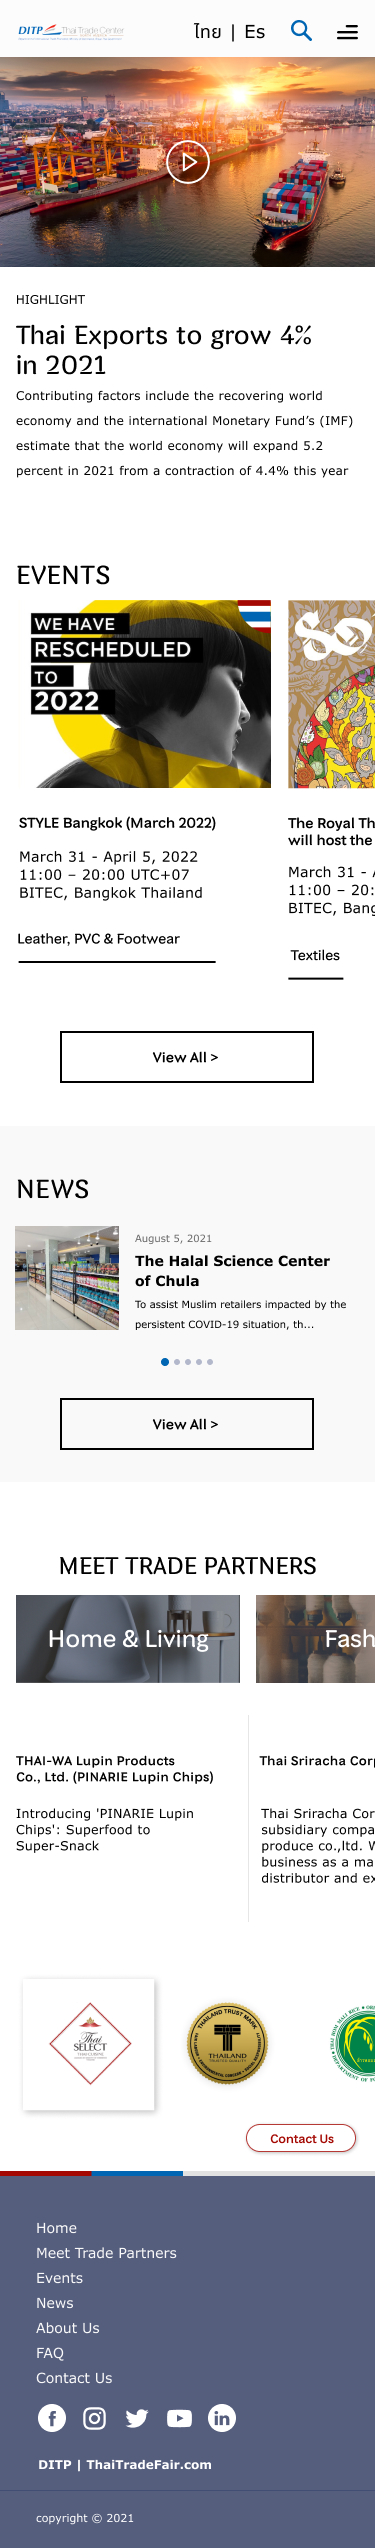 DITP Thai Trade Center
ไทย | Es
HIGHLIGHT
Thai Exports to grow 4%
in 2021
Contributing factors include the recovering world
economy and the international Monetary Fund's (IMF)
estimate that the world economy will expand 5.2
percent in 2021 from a contraction of 4.4% this year
EVENTS
WE HAVE
RESCHEDULED
TO
2022
STYLE Bangkok (March 2022)
March 31 - April 5, 2022
11:00 – 20:00 UTC+07
BITEC, Bangkok Thailand
Leather, PVC & Footwear
The Royal Th
will host the
March 31 - A
11:00 – 20:
BITEC, Bang
Textiles
View All >
NEWS
August 5, 2021
The Halal Science Center
of Chula
To assist Muslim retailers impacted by the
persistent COVID-19 situation, th...
View All >
MEET TRADE PARTNERS
Home & Living
Fash
THAI-WA Lupin Products
Co., Ltd. (PINARIE Lupin Chips)
Introducing 'PINARIE Lupin
Chips': Superfood to
Super-Snack
Thai Sriracha Corp
Thai Sriracha Cor
subsidiary compa
produce co.,ltd. W
business as a ma
distributor and ex
Thai
SELECT
THAI CUISINE
THAILAND TRUST MARK
THAILAND
TRUSTED QUALITY
Contact Us
Home
Meet Trade Partners
Events
News
About Us
FAQ
Contact Us
DITP | ThaiTradeFair.com
copyright © 2021